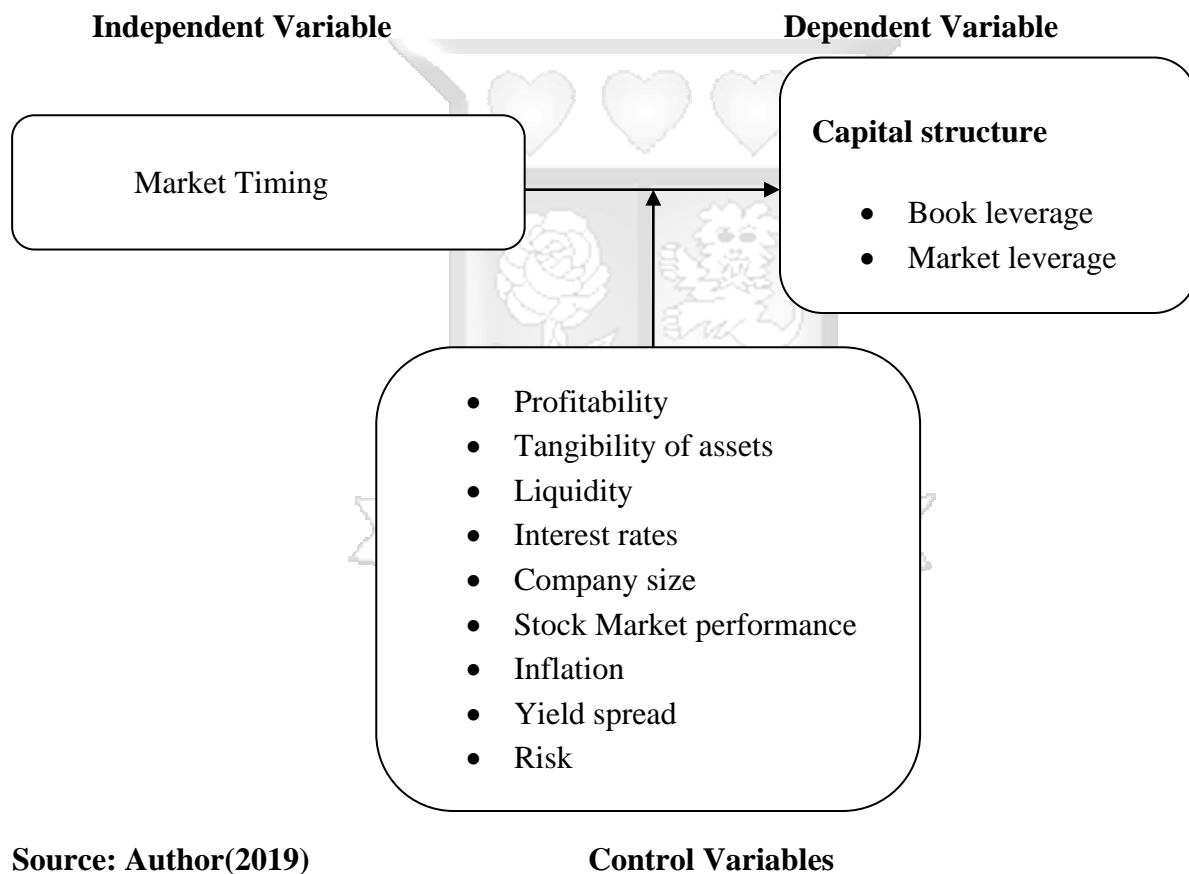 Independent Variable
Dependent Variable
Market Timing
Capital structure
• Book leverage
• Market leverage
• Profitability
• Tangibility of assets
• Liquidity
• Interest rates
• Company size
• Stock Market performance
• Inflation
• Yield spread
• Risk
Source: Author(2019)
Control Variables